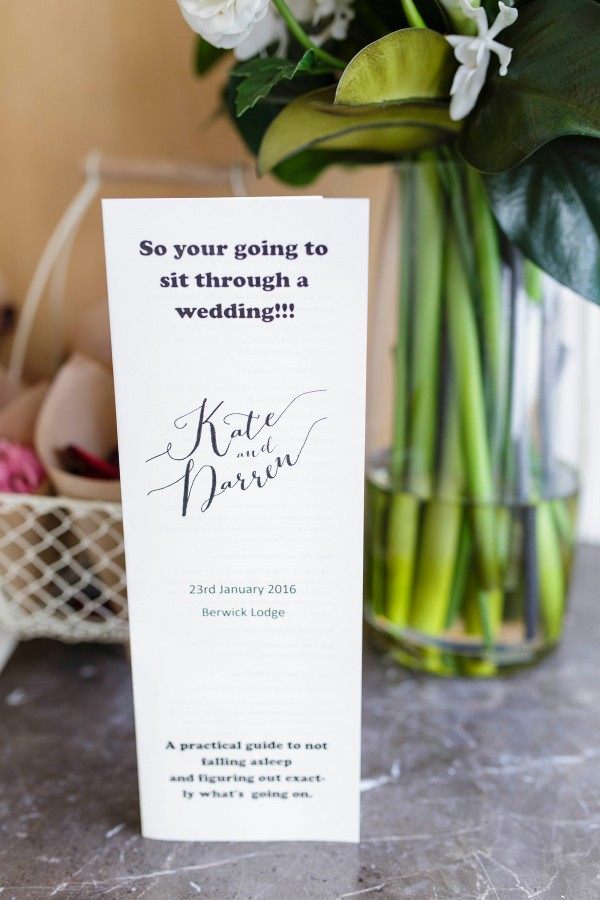 So your going to
sit through a
wedding!!!
Kate
and
Darren
23rd January 2016
Berwick Lodge
A practical guide to not
falling asleep
and figuring out exact-
ly what's going on.